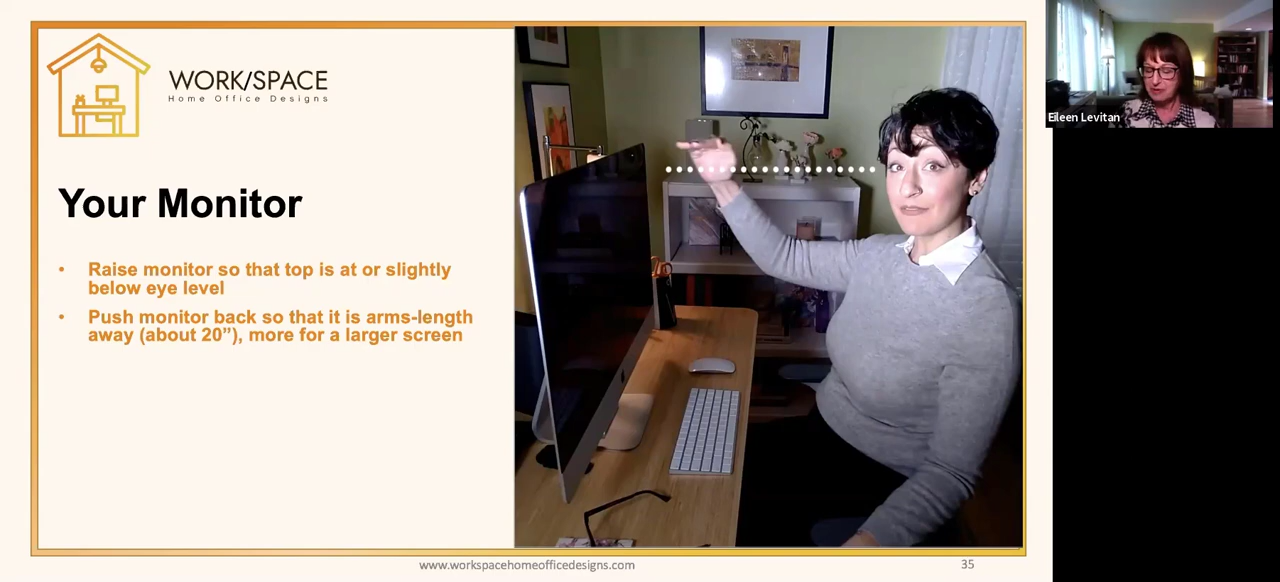 WORK/SPACE
Home Office Designs
Your Monitor
• Raise monitor so that top is at or slightly
below eye level
• Push monitor back so that it is arms-length
away (about 20”), more for a larger screen
www.workspacehomeofficedesigns.com
35
Eileen Levitan